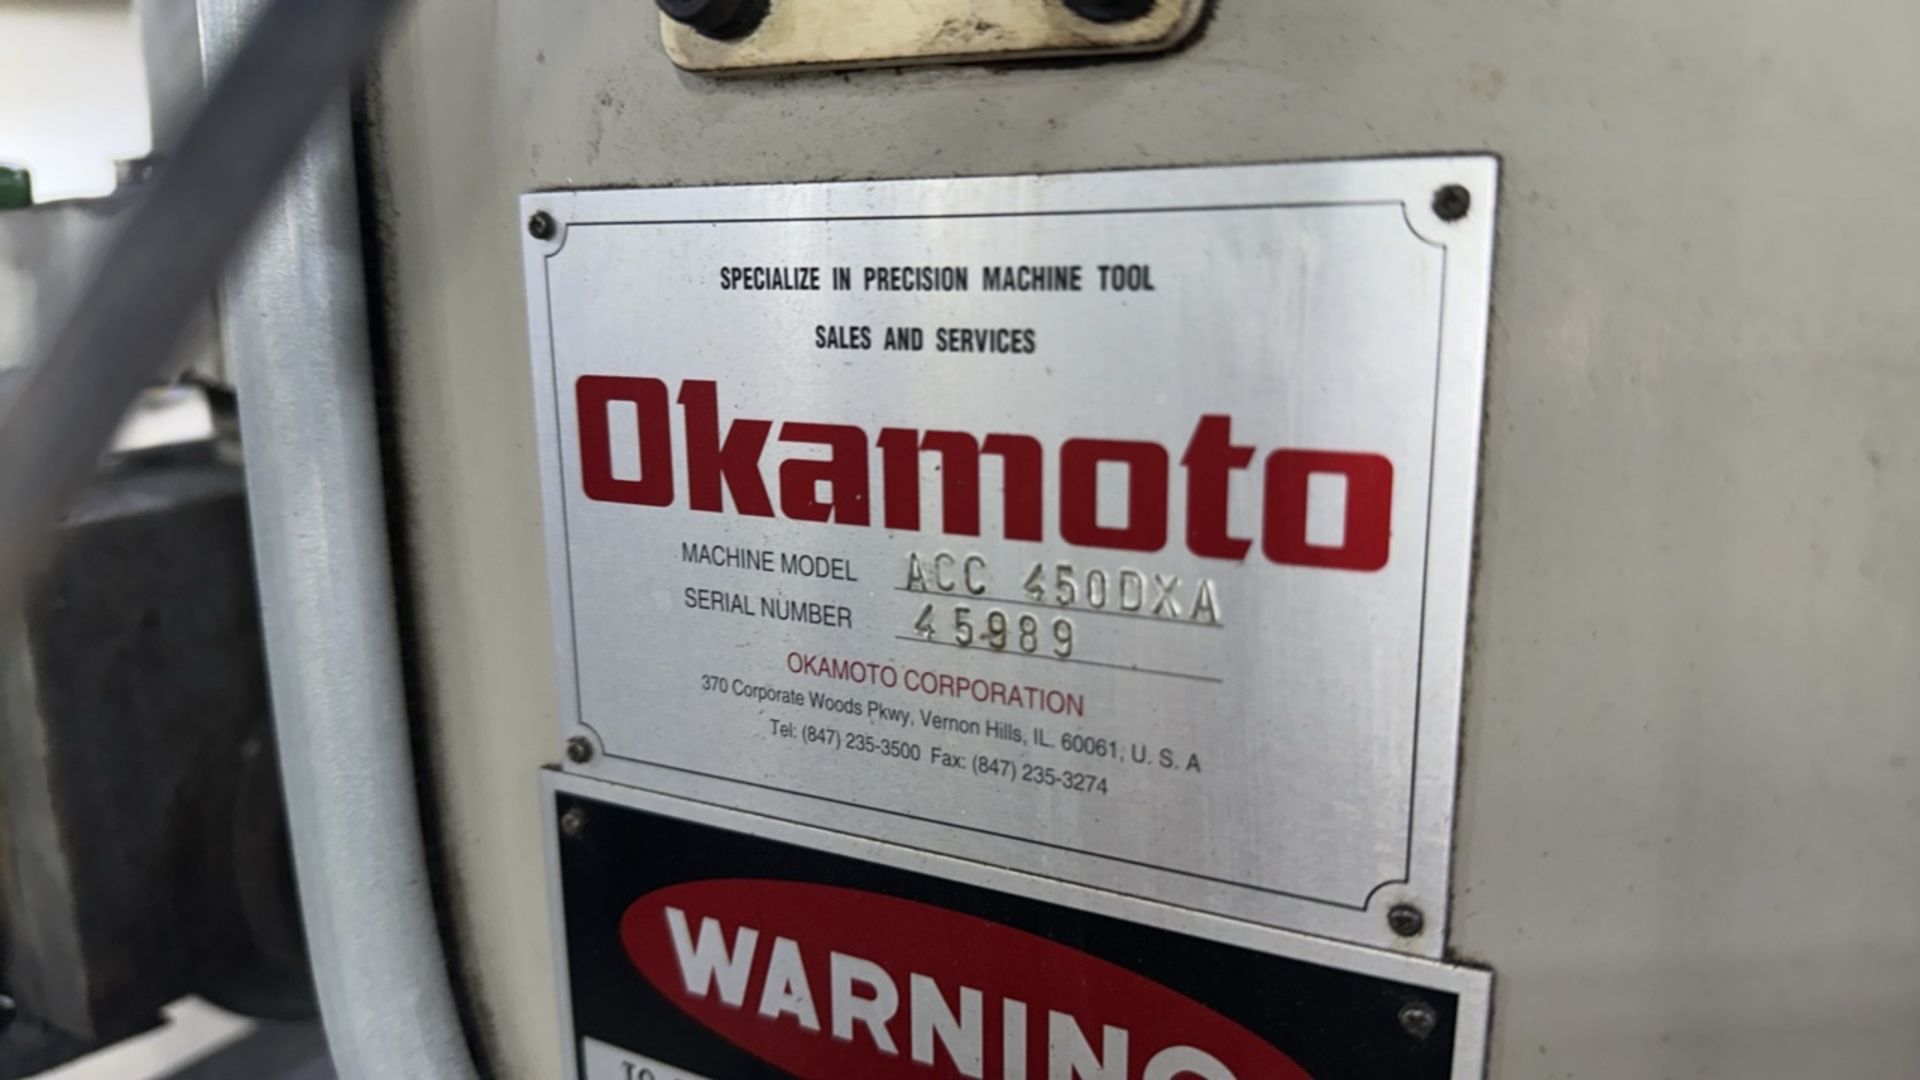 SPECIALIZE IN PRECISION MACHINE TOOL
SALES AND SERVICES
Okamoto
MACHINE MODEL ACC 450DXA
SERIAL NUMBER 45989
OKAMOTO CORPORATION
370 Corporate Woods Pkwy, Vernon Hills, IL. 60061, U. S. A
Tel: (847) 235-3500 Fax: (847) 235-3274
WARNING
TO